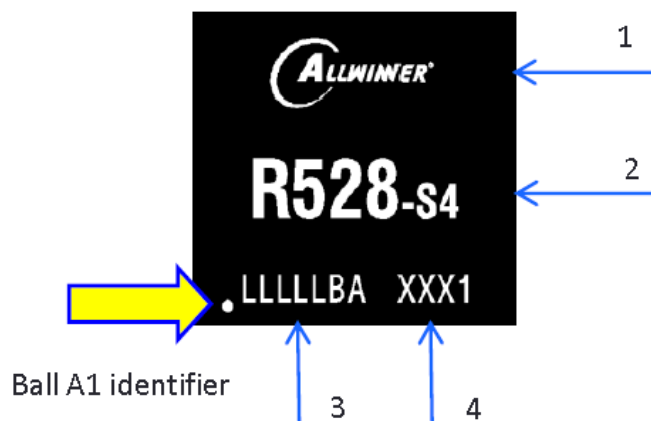 ALLWINNER®
1
R528-S4
2
.LLLLLBA XXX1
Ball A1 identifier
3
4